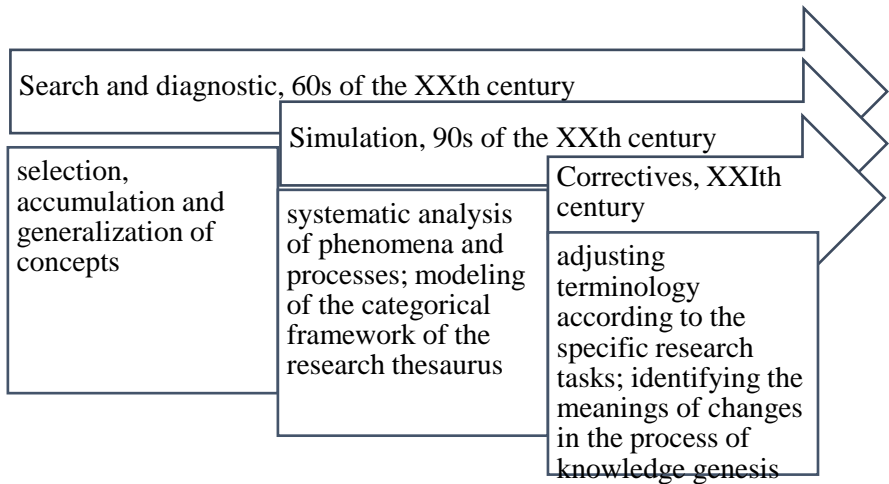 Search and diagnostic, 60s of the XXth century
selection,
accumulation and
generalization of
concepts
Simulation, 90s of the XXth century
systematic analysis
of phenomena and
processes; modeling
of the categorical
framework of the
research thesaurus
Correctives, XXIth
century
adjusting
terminology
according to the
specific research
tasks; identifying the
meanings of changes
in the process of
knowledge genesis